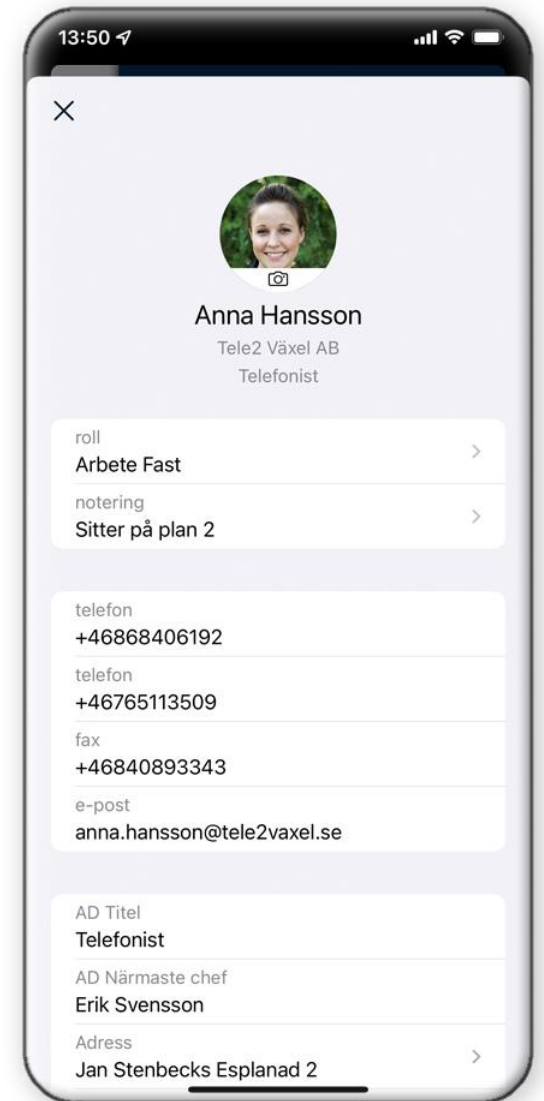 13:50
Anna Hansson
Tele2 Växel AB
Telefonist
roll
Arbete Fast
notering
Sitter på plan 2
telefon
+46868406192
telefon
+46765113509
fax
+46840893343
e-post
anna.hansson@tele2vaxel.se
AD Titel
Telefonist
AD Närmaste chef
Erik Svensson
Adress
Jan Stenbecks Esplanad 2